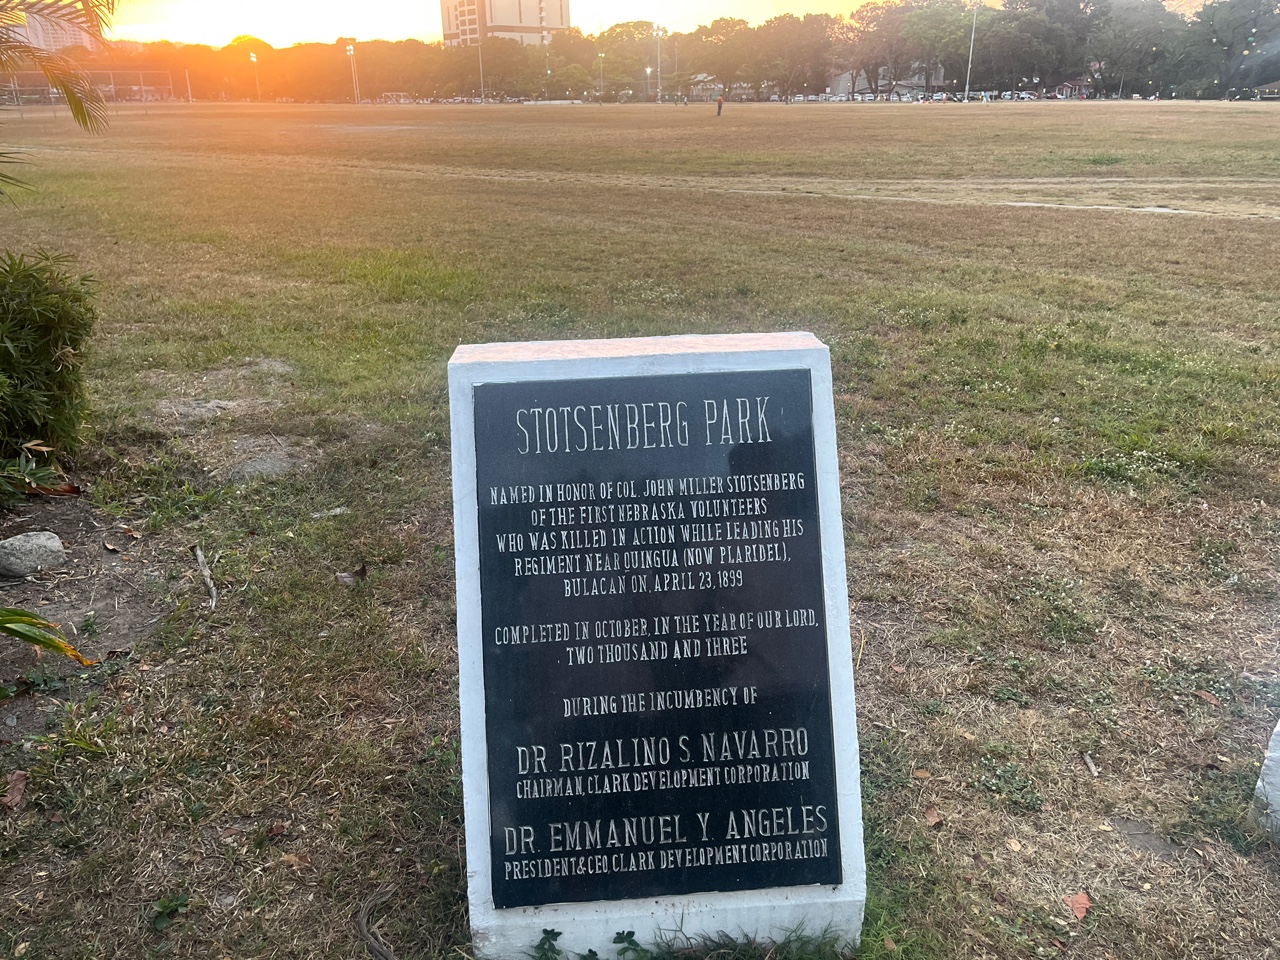 STOTSENBERG PARK
NAMED IN HONOR OF COL. JOHN MILLER STOTSENBERG
OF THE FIRST NEBRASKA VOLUNTEERS
WHO WAS KILLED IN ACTION WHILE LEADING HIS
REGIMENT NEAR QUINGUA (NOW PLARIDEL),
BULACAN ON, APRIL 23, 1899
COMPLETED IN OCTOBER, IN THE YEAR OF OUR LORD,
TWO THOUSAND AND THREE
DURING THE INCUMBENCY OF
DR. RIZALINO S. NAVARRO
CHAIRMAN, CLARK DEVELOPMENT CORPORATION
DR. EMMANUEL Y. ANGELES
PRESIDENT&CEO, CLARK DEVELOPMENT CORPORATION